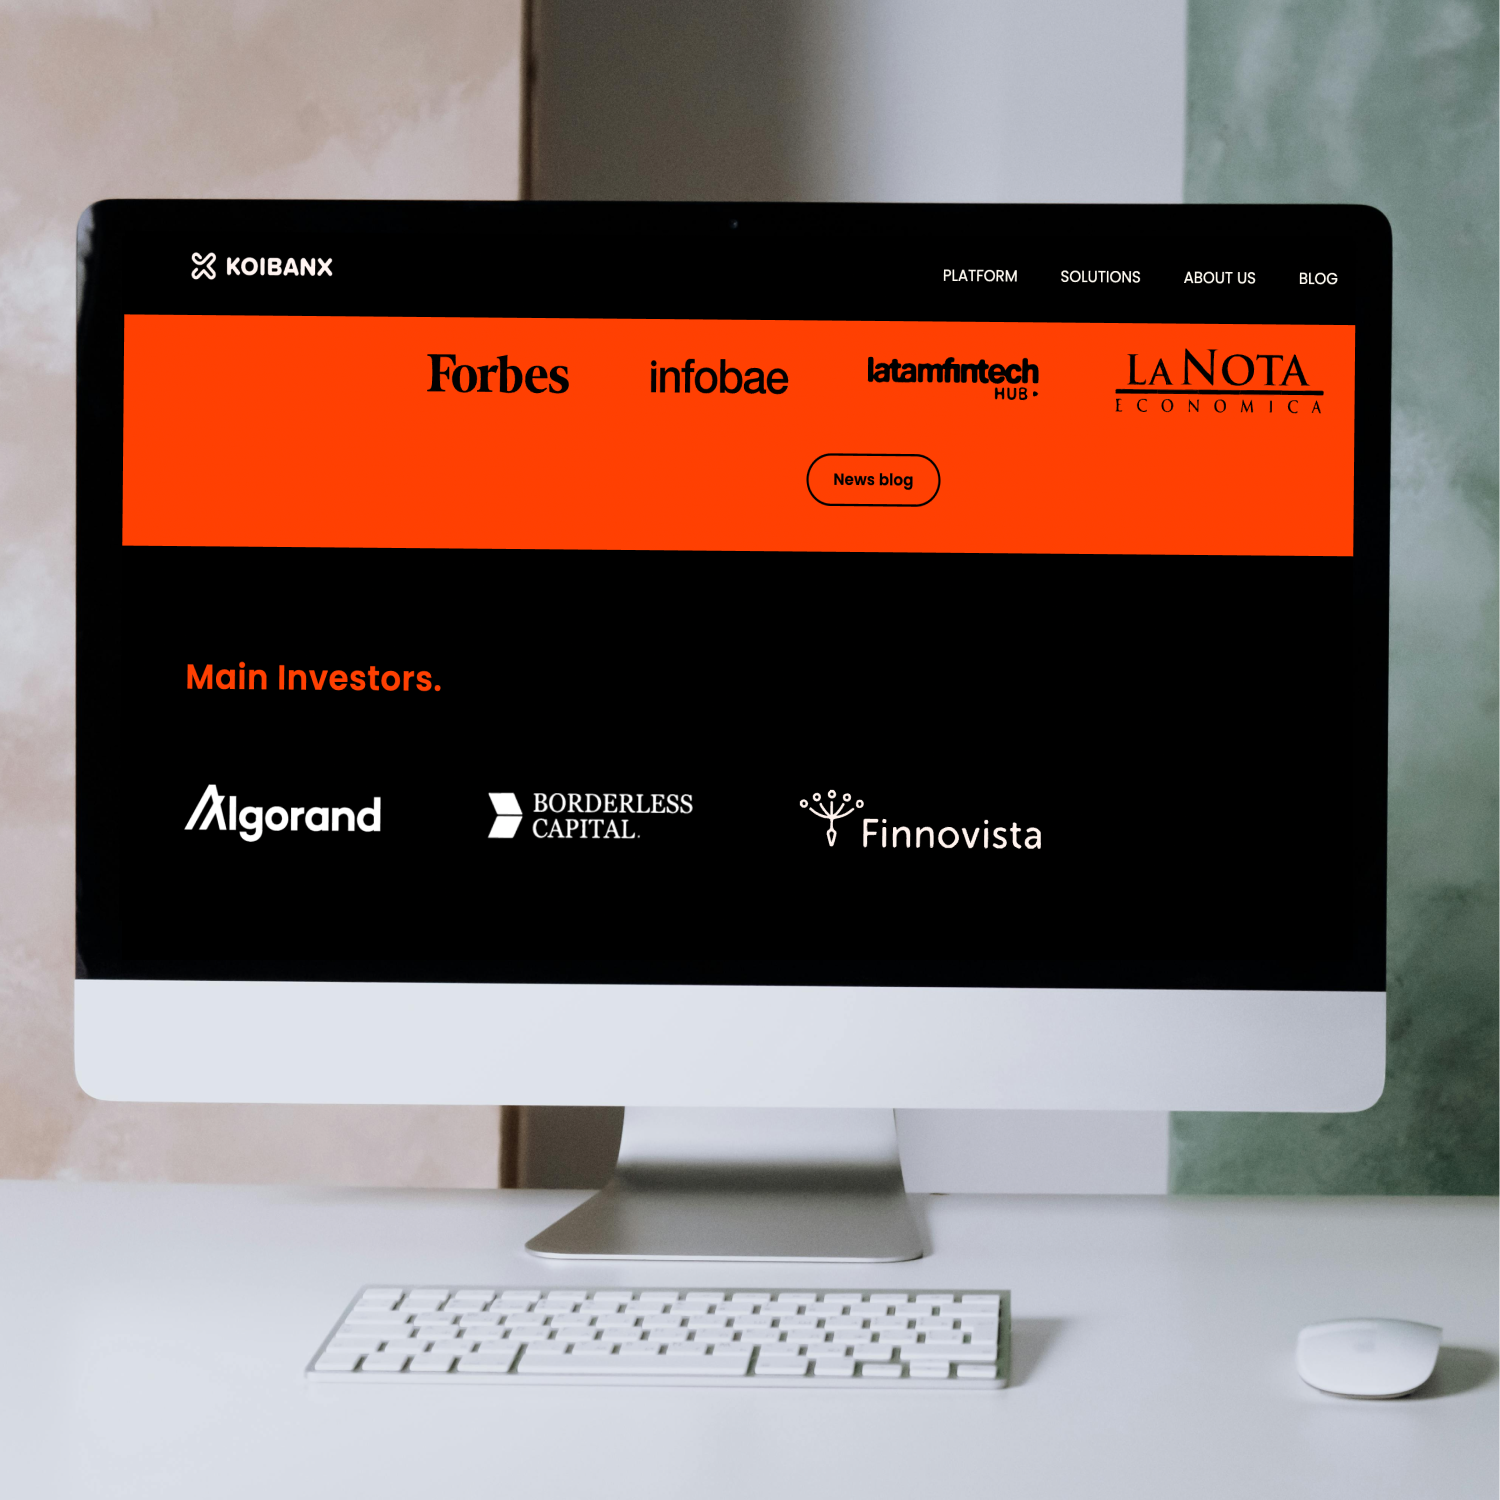 KOIBANX
PLATFORM SOLUTIONS ABOUT US BLOG
Forbes infobae latamfintech HUB LA NOTA ECONOMICA
News blog
Main Investors.
Algorand BORDERLESS CAPITAL. Finnovista